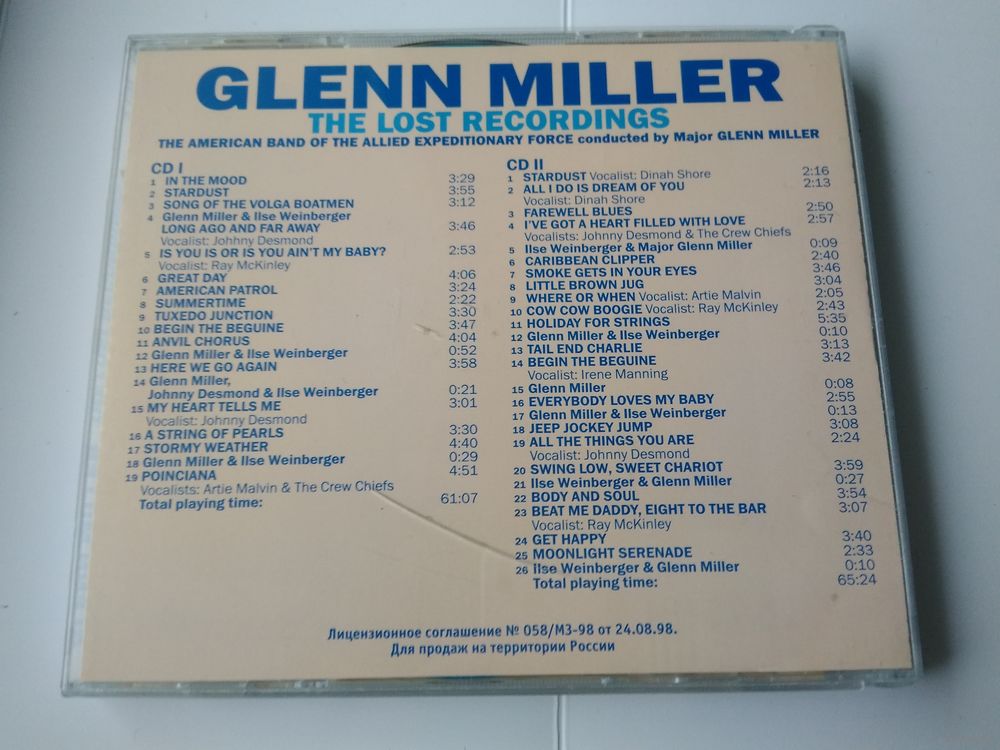 GLENN MILLER
THE LOST RECORDINGS
THE AMERICAN BAND OF THE ALLIED EXPEDITIONARY FORCE conducted by Major GLENN MILLER
CD I
1 IN THE MOOD 3:29
2 STARDUST 3:55
3 SONG OF THE VOLGA BOATMEN 3:12
4 Glenn Miller & Ilse Weinberger
LONG AGO AND FAR AWAY 3:46
Vocalist: Johhny Desmond
5 IS YOU IS OR IS YOU AIN'T MY BABY? 2:53
Vocalist: Ray McKinley
6 GREAT DAY 4:06
7 AMERICAN PATROL 3:24
8 SUMMERTIME 2:22
9 TUXEDO JUNCTION 3:30
10 BEGIN THE BEGUINE 3:47
11 ANVIL CHORUS 4:04
12 Glenn Miller & Ilse Weinberger 0:52
13 HERE WE GO AGAIN 3:58
14 Glenn Miller,
Johnny Desmond & Ilse Weinberger 0:21
15 MY HEART TELLS ME 3:01
Vocalist: Johnny Desmond
16 A STRING OF PEARLS 3:30
17 STORMY WEATHER 4:40
18 Glenn Miller & Ilse Weinberger 0:29
19 POINCIANA 4:51
Vocalists: Artie Malvin & The Crew Chiefs
Total playing time: 61:07
CD II
1 STARDUST Vocalist: Dinah Shore 2:16
2 ALL I DO IS DREAM OF YOU 2:13
Vocalist: Dinah Shore
3 FAREWELL BLUES 2:50
4 I'VE GOT A HEART FILLED WITH LOVE 2:57
Vocalists: Johnny Desmond & The Crew Chiefs
5 Ilse Weinberger & Major Glenn Miller 0:09
6 CARIBBEAN CLIPPER 2:40
7 SMOKE GETS IN YOUR EYES 3:46
8 LITTLE BROWN JUG 3:04
9 WHERE OR WHEN Vocalist: Artie Malvin 2:05
10 COW COW BOOGIE Vocalist: Ray McKinley 2:43
11 HOLIDAY FOR STRINGS 5:35
12 Glenn Miller & Ilse Weinberger 0:10
13 TAIL END CHARLIE 3:13
14 BEGIN THE BEGUINE 3:42
Vocalist: Irene Manning
15 Glenn Miller 0:08
16 EVERYBODY LOVES MY BABY 2:55
17 Glenn Miller & Ilse Weinberger 0:13
18 JEEP JOCKEY JUMP 3:08
19 ALL THE THINGS YOU ARE 2:24
Vocalist: Johnny Desmond
20 SWING LOW, SWEET CHARIOT 3:59
21 Ilse Weinberger & Glenn Miller 0:27
22 BODY AND SOUL 3:54
23 BEAT ME DADDY, EIGHT TO THE BAR 3:07
Vocalist: Ray McKinley
24 GET HAPPY 3:40
25 MOONLIGHT SERENADE 2:33
26 Ilse Weinberger & Glenn Miller 0:10
Total playing time: 65:24
Лицензионное соглашение № 058/МЗ-98 от 24.08.98.
Для продаж на территории России